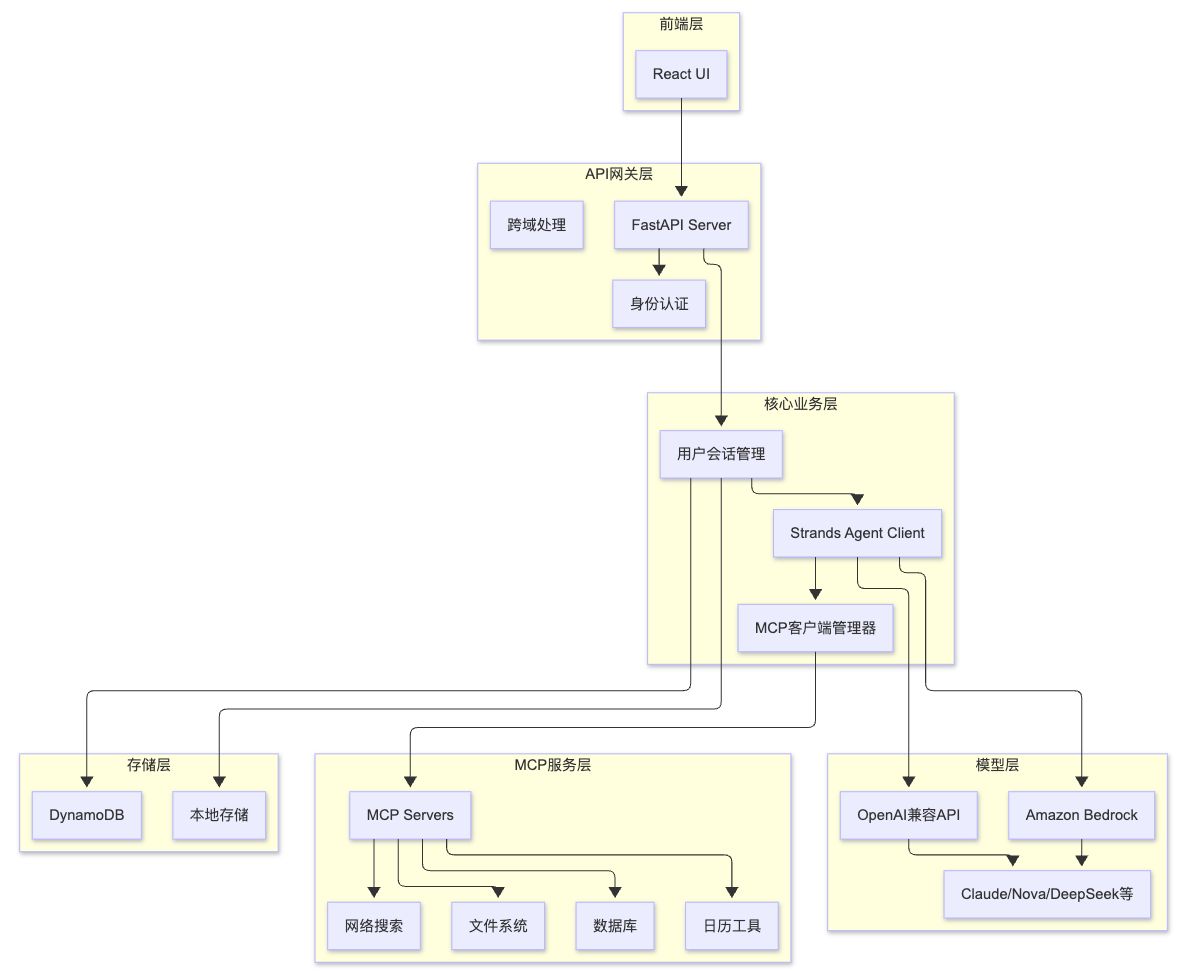 前端层
React UI
API网关层
跨域处理
FastAPI Server
身份认证
核心业务层
用户会话管理
Strands Agent Client
MCP客户端管理器
存储层
DynamoDB
本地存储
MCP服务层
MCP Servers
网络搜索
文件系统
数据库
日历工具
模型层
OpenAI兼容API
Amazon Bedrock
Claude/Nova/DeepSeek等